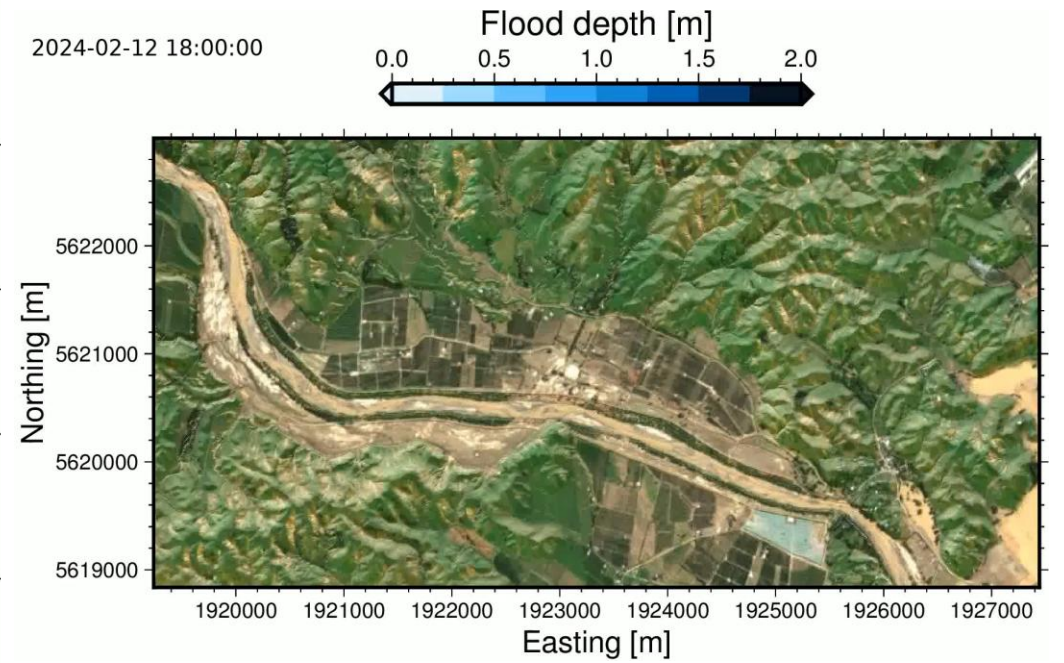 Flood depth [m]
2024-02-12 18:00:00
0.0 0.5 1.0 1.5 2.0
Northing [m]
5622000
5621000
5620000
5619000
1920000 1921000 1922000 1923000 1924000 1925000 1926000 1927000
Easting [m]